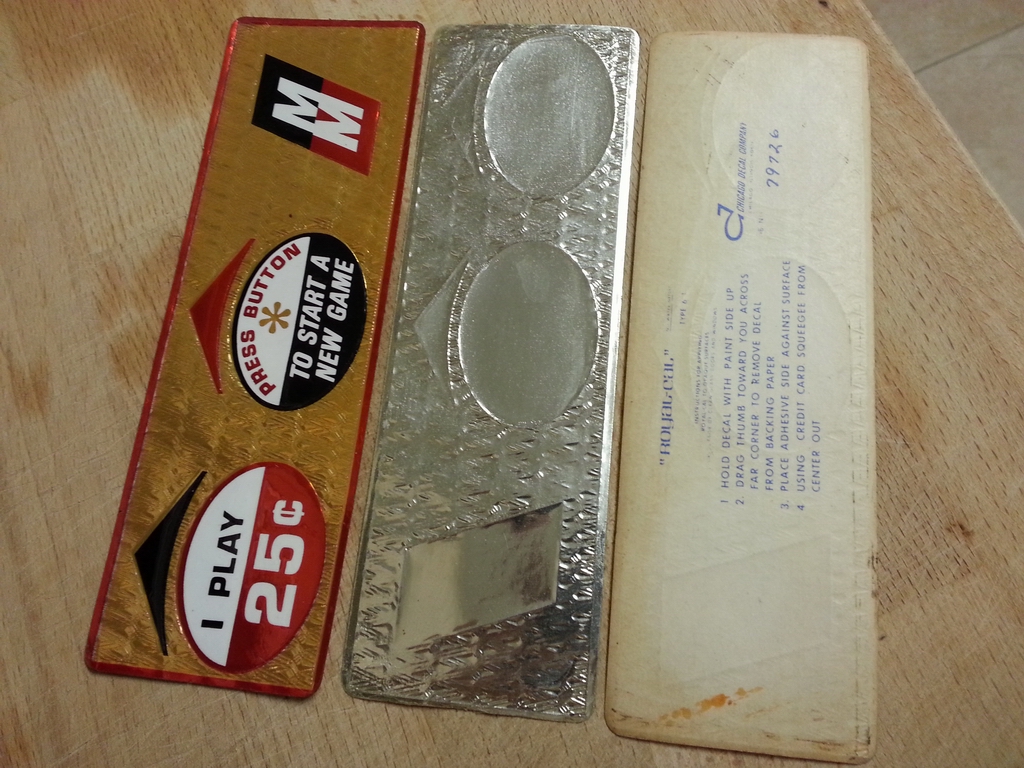 M
M
PRESS BUTTON
*
TO START A
NEW GAME
I PLAY
25¢
CHICAGO DECAL COMPANY
79726
"ROYAL-CAL"
TYPE
1 HOLD DECAL WITH PAINT SIDE UP
2. DRAG THUMB TOWARD YOU ACROSS
FAR CORNER TO REMOVE DECAL
FROM BACKING PAPER
3. PLACE ADHESIVE SIDE AGAINST SURFACE
4 USING CREDIT CARD SQUEEGEE FROM
CENTER OUT